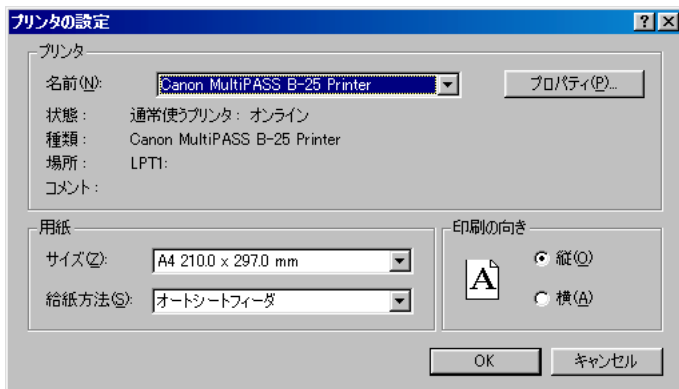 プリンタの設定
プリンタ
名前(N): Canon MultiPASS B-25 Printer プロパティ(P)...
状態: 通常使うプリンタ: オンライン
種類: Canon MultiPASS B-25 Printer
場所: LPT1:
コメント:
用紙
サイズ(Z): A4 210.0 x 297.0 mm
給紙方法(S): オートシートフィーダ
印刷の向き
A
縦(O)
横(A)
OK キャンセル